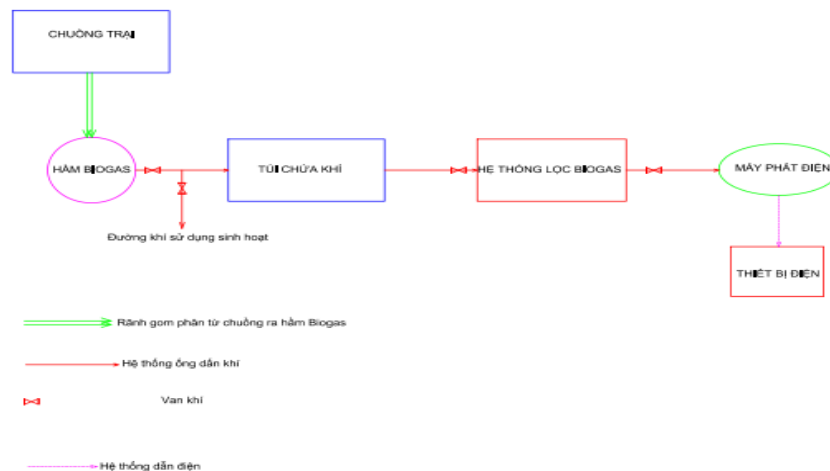 CHUỒNG TRẠI
HẦM BIOGAS
TÚI CHỨA KHÍ
HỆ THỐNG LỌC BIOGAS
MÁY PHÁT ĐIỆN
Đường khí sử dụng sinh hoạt
THIẾT BỊ ĐIỆN
Rãnh gom phân từ chuồng ra hầm Biogas
Hệ thống ống dẫn khí
Van khí
Hệ thống dẫn điện